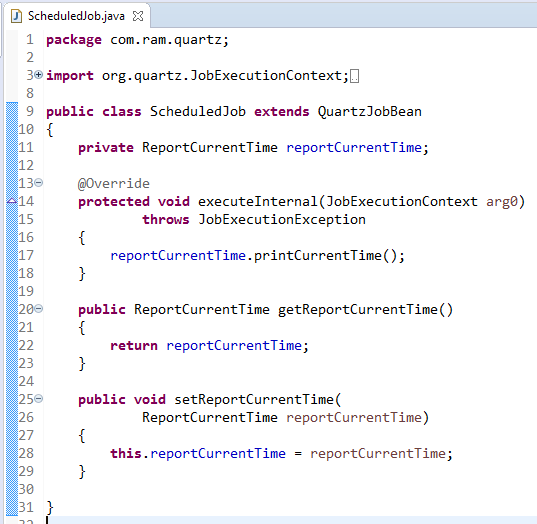 ScheduledJob.java
1 package com.ram.quartz;
2
3 import org.quartz.JobExecutionContext;
8
9 public class ScheduledJob extends QuartzJobBean
10 {
11     private ReportCurrentTime reportCurrentTime;
12
13     @Override
14     protected void executeInternal(JobExecutionContext arg0)
15             throws JobExecutionException
16     {
17         reportCurrentTime.printCurrentTime();
18     }
19
20     public ReportCurrentTime getReportCurrentTime()
21     {
22         return reportCurrentTime;
23     }
24
25     public void setReportCurrentTime(
26             ReportCurrentTime reportCurrentTime)
27     {
28         this.reportCurrentTime = reportCurrentTime;
29     }
30
31 }
32